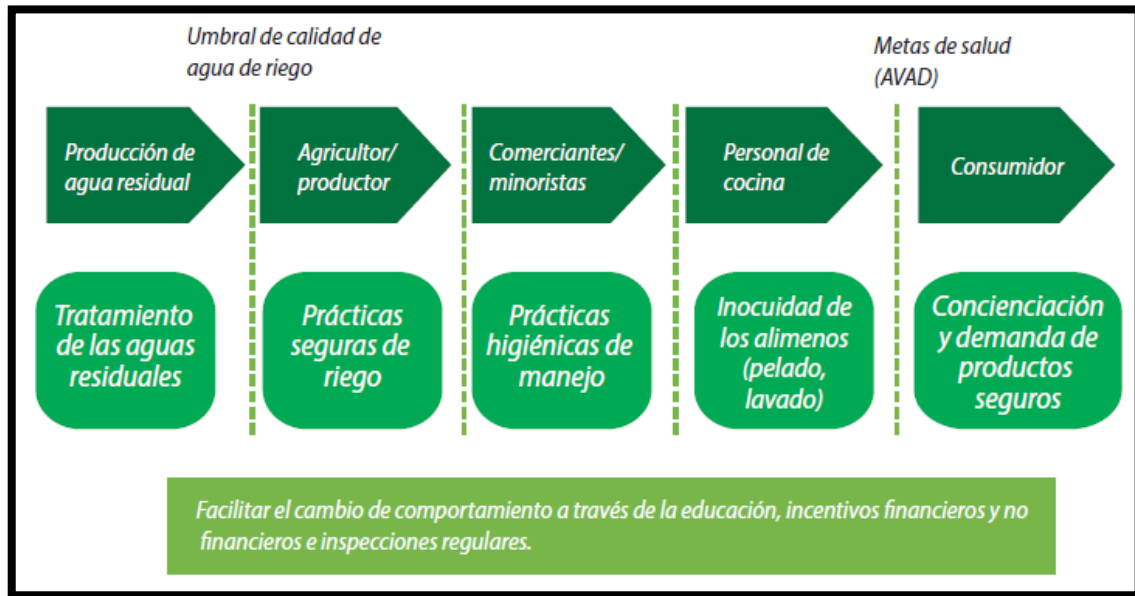 Umbral de calidad de
agua de riego
Metas de salud
(AVAD)
Producción de
agua residual
Agricultor/
productor
Comerciantes/
minoristas
Personal de
cocina
Consumidor
Tratamiento
de las aguas
residuales
Prácticas
seguras de
riego
Prácticas
higiénicas de
manejo
Inocuidad de
los alimenos
(pelado,
lavado)
Concienciación
y demanda de
productos
seguros
Facilitar el cambio de comportamiento a través de la educación, incentivos financieros y no
financieros e inspecciones regulares.